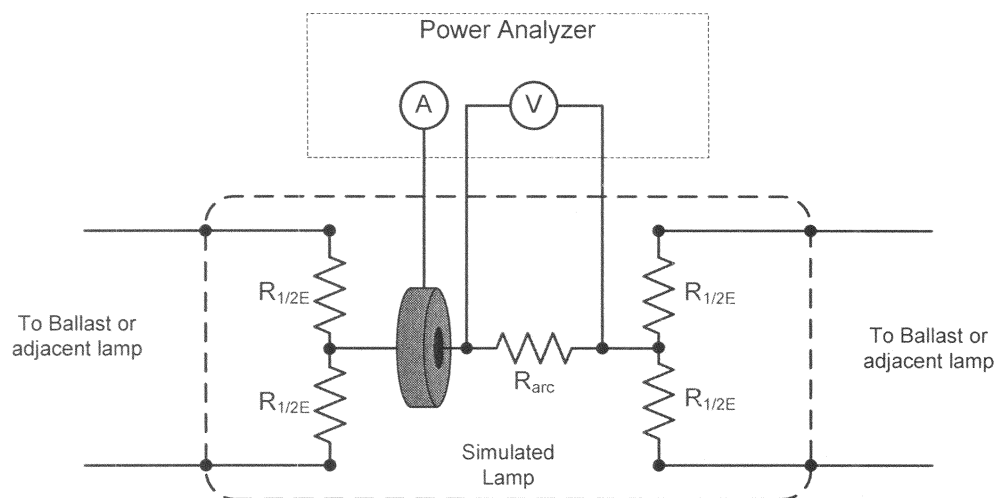 Power Analyzer
A
V
R1/2E
R1/2E
To Ballast or
adjacent lamp
R1/2E
To Ballast or
adjacent lamp
Rarc
R1/2E
Simulated
Lamp